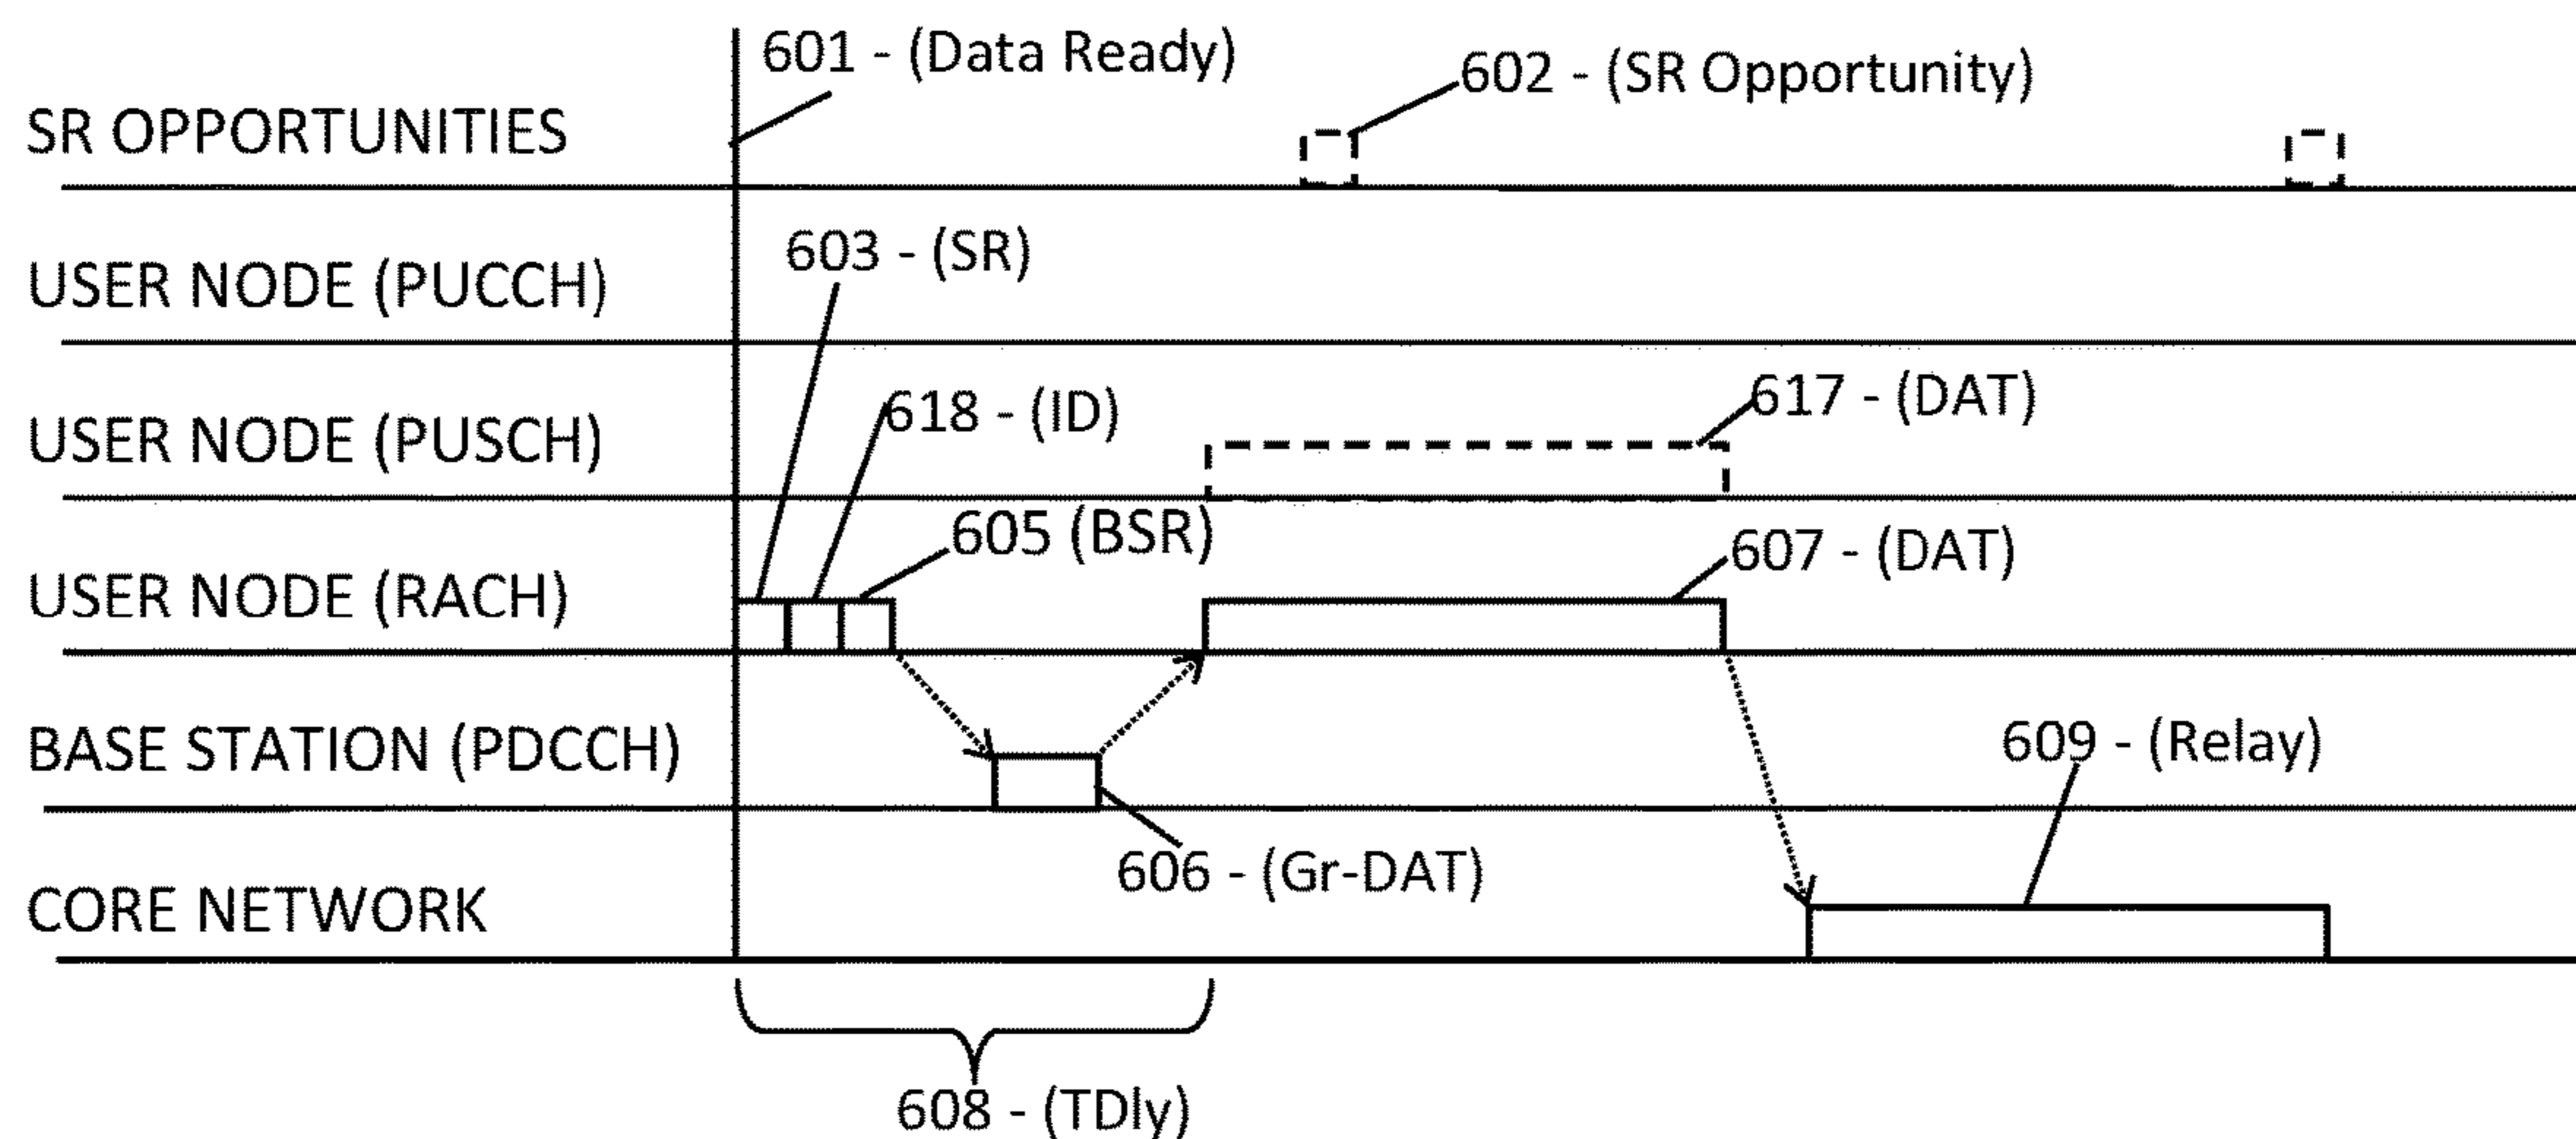 601 - (Data Ready)
602 - (SR Opportunity)
SR OPPORTUNITIES
603 - (SR)
USER NODE (PUCCH)
618 - (ID)
617 - (DAT)
USER NODE (PUSCH)
605 (BSR)
607 - (DAT)
USER NODE (RACH)
BASE STATION (PDCCH)
609 - (Relay)
606 - (Gr-DAT)
CORE NETWORK
608 - (TDly)